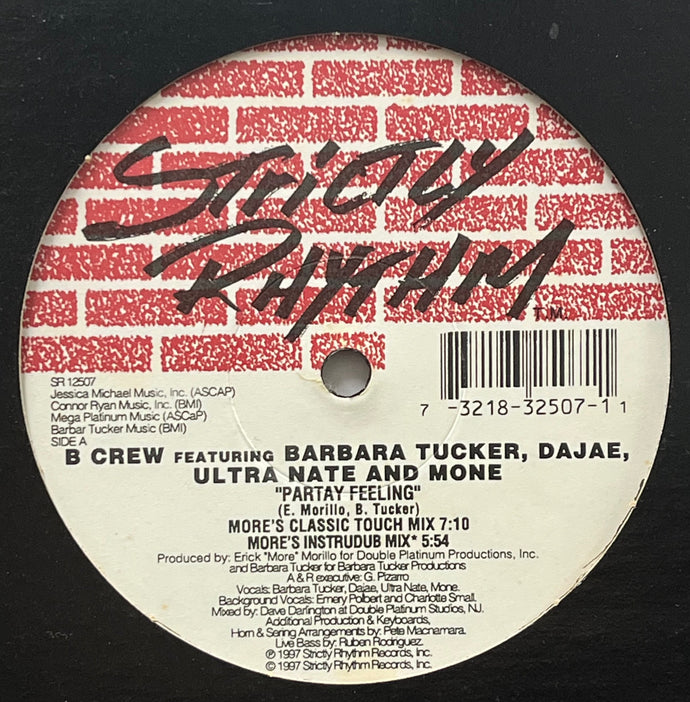 STRICTLY
RHYTHM
T.M.
7 -3218-32507-1 1
SR 12507
Jessica Michael Music, Inc. (ASCAP)
Connor Ryan Music, Inc. (BMI)
Mega Platinum Music (ASCaP)
Barbar Tucker Music (BMI)
SIDE A
B CREW FEATURING BARBARA TUCKER, DAJAE,
ULTRA NATE AND MONE
"PARTAY FEELING"
(E. Morillo, B. Tucker)
MORE'S CLASSIC TOUCH MIX 7:10
MORE'S INSTRUDUB MIX* 5:54
Produced by: Erick "More" Morillo for Double Platinum Productions, Inc.
and Barbara Tucker for Barbara Tucker Productions
A & R executive: G. Pizarro
Vocals: Barbara Tucker, Dajae, Ultra Nate, Mone.
Background Vocals: Emery Polbert and Charlotte Small.
Mixed by: Dave Darlington at Double Platinum Studios, NJ.
Additional Production & Keyboards,
Horn & Sering Arrangements by: Pete Macnamara.
Live Bass by: Ruben Rodriguez.
℗ 1997 Strictly Rhythm Records, Inc.
© 1997 Strictly Rhythm Records, Inc.